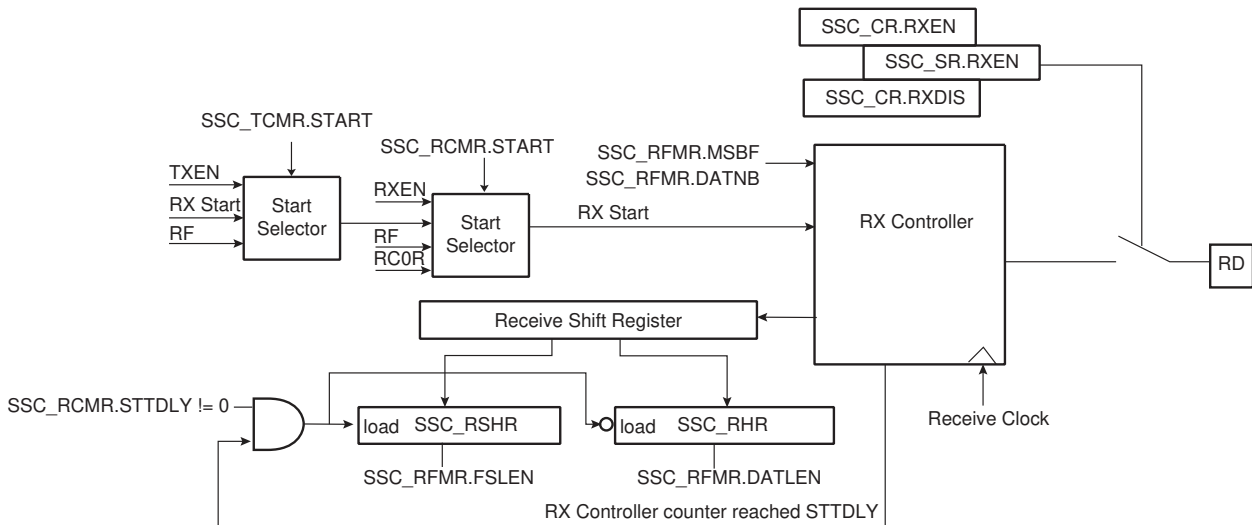 SSC_CR.RXEN
SSC_SR.RXEN
SSC_CR.RXDIS
SSC_TCMR.START
SSC_RCMR.START
SSC_RFMR.MSBF
SSC_RFMR.DATNB
TXEN
RX Start
RF
Start
Selector
RXEN
RF
RC0R
Start
Selector
RX Start
RX Controller
RD
Receive Shift Register
SSC_RCMR.STTDLY != 0
load SSC_RSHR
load SSC_RHR
Receive Clock
SSC_RFMR.FSLEN
SSC_RFMR.DATLEN
RX Controller counter reached STTDLY